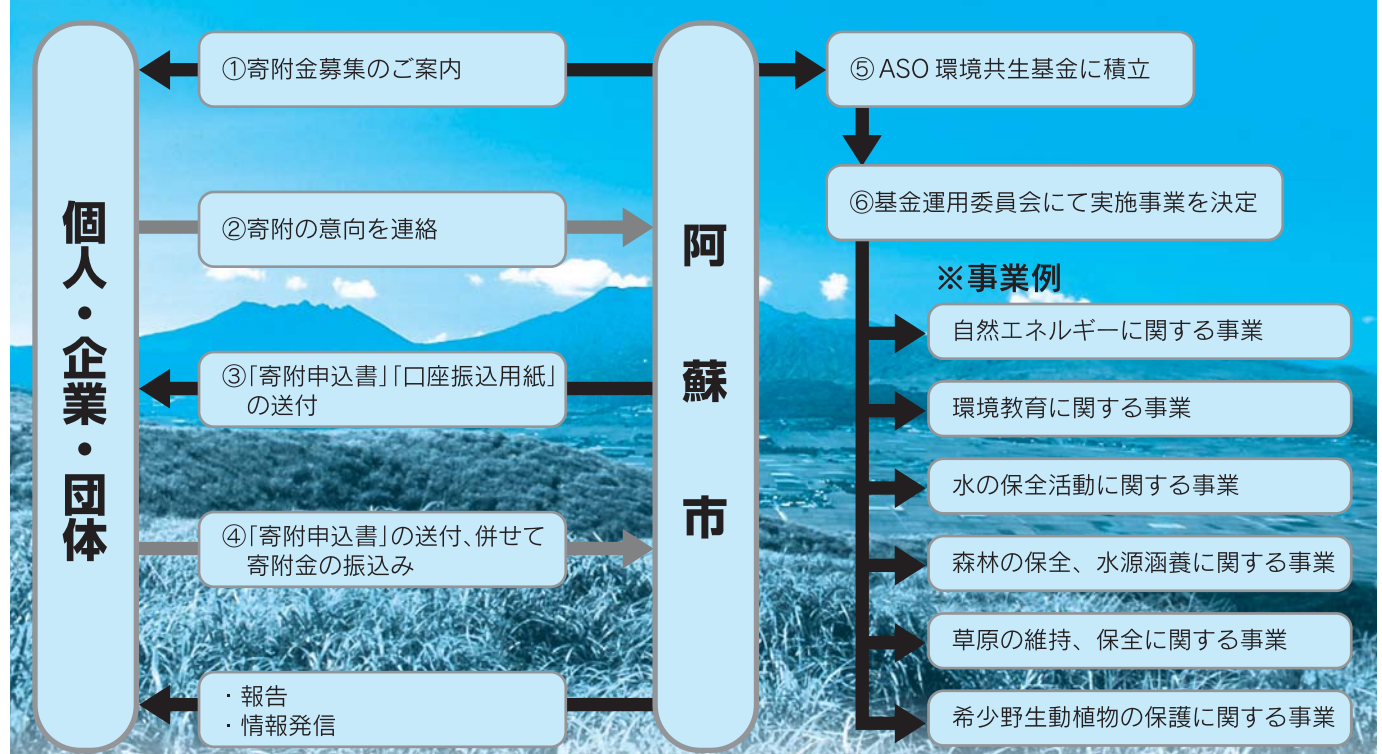 個人・企業・団体
①寄附金募集のご案内
②寄附の意向を連絡
③「寄附申込書」「口座振込用紙」
の送付
④「寄附申込書」の送付、併せて
寄附金の振込み
・報告
・情報発信
阿蘇市
⑤ASO環境共生基金に積立
⑥基金運用委員会にて実施事業を決定
※事業例
自然エネルギーに関する事業
環境教育に関する事業
水の保全活動に関する事業
森林の保全、水源涵養に関する事業
草原の維持、保全に関する事業
希少野生動植物の保護に関する事業